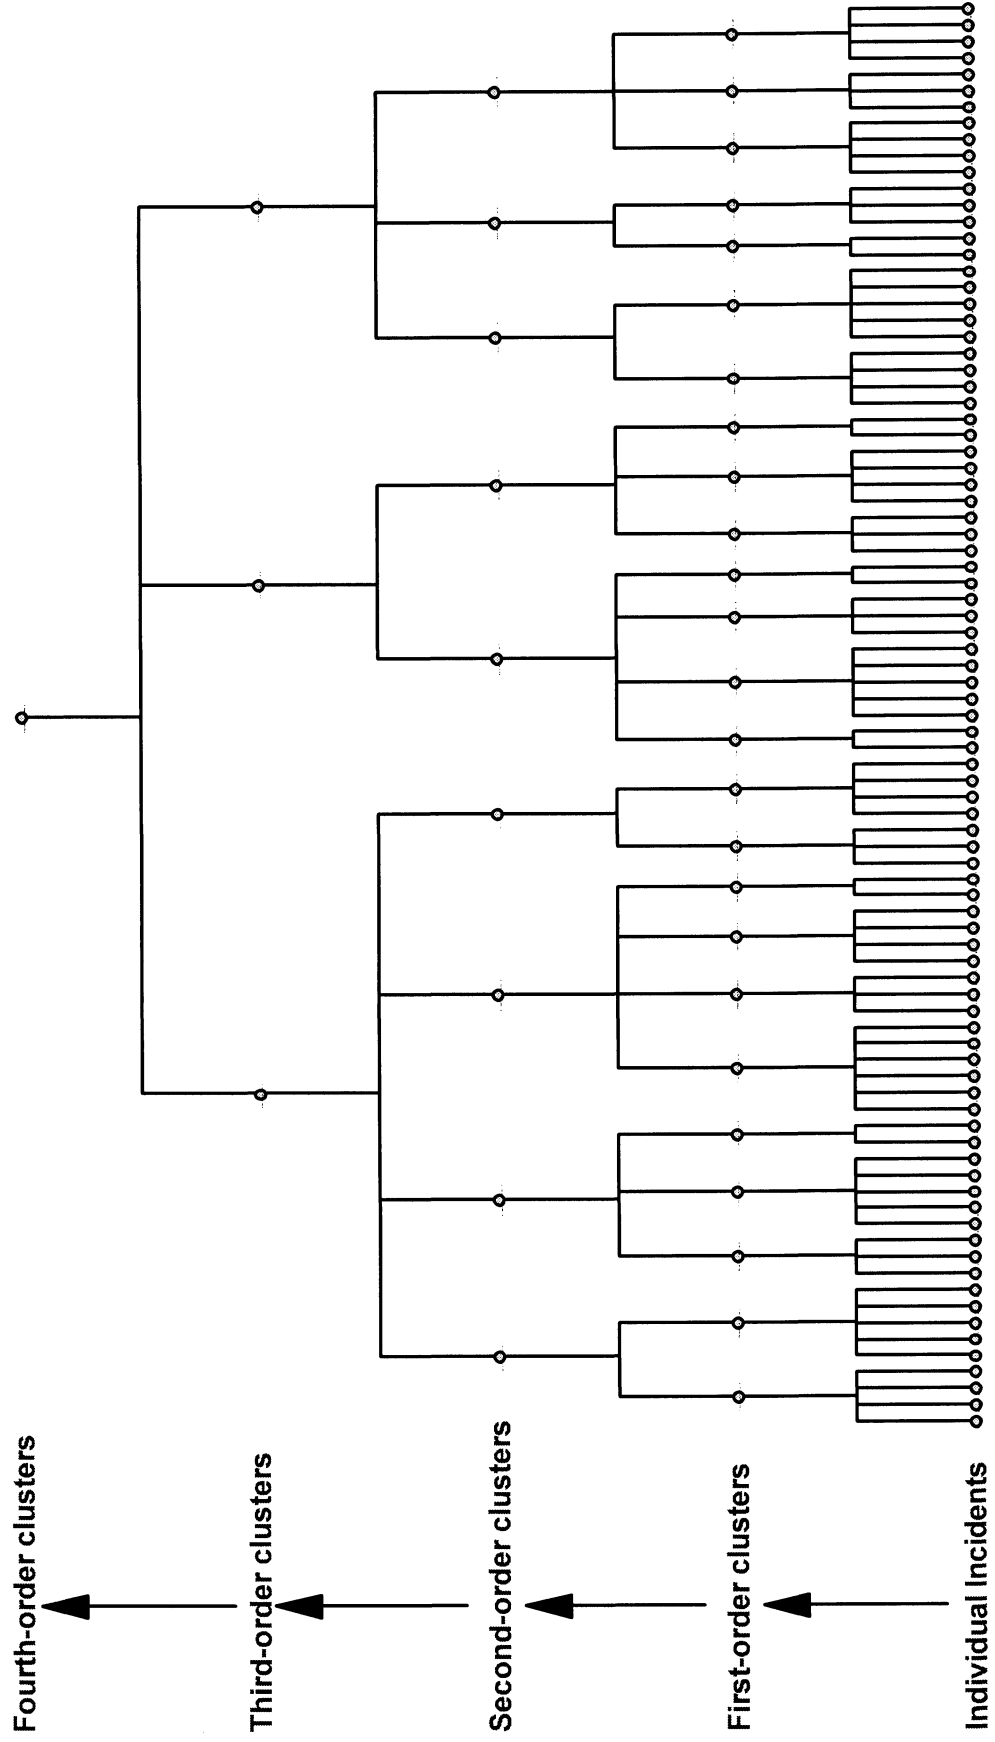 Fourth-order clusters
Third-order clusters
Second-order clusters
First-order clusters
Individual Incidents